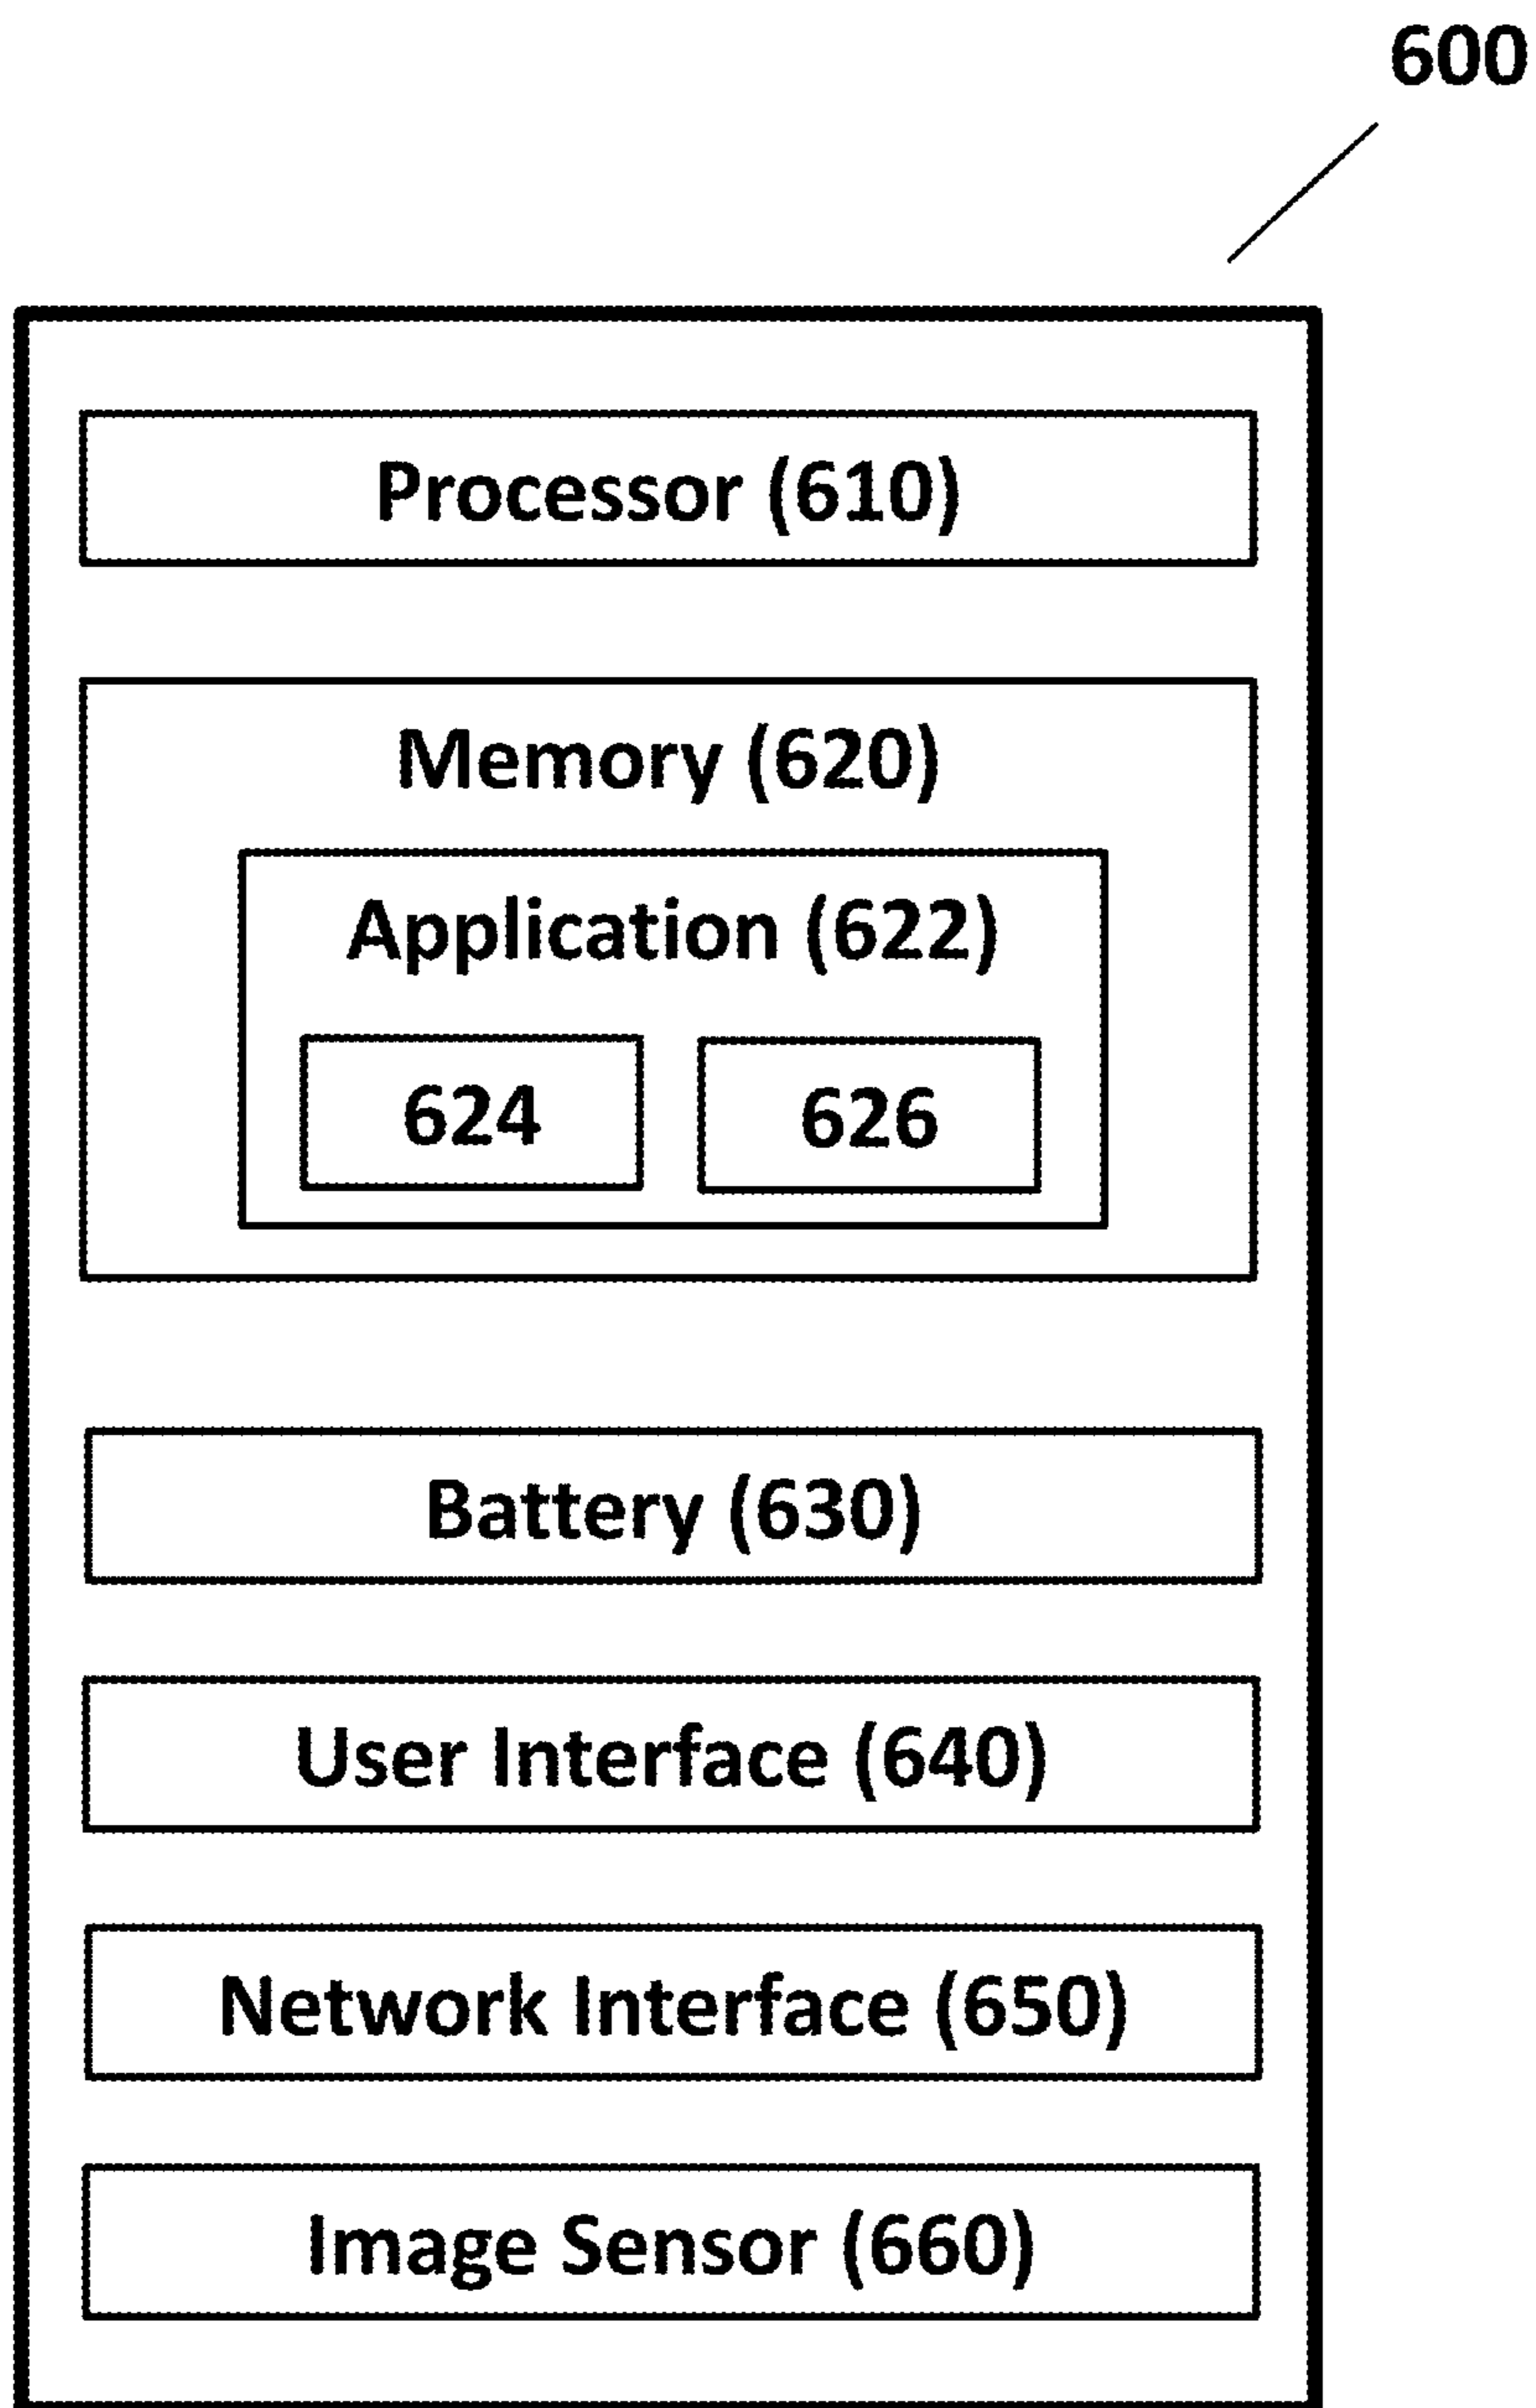 600
Processor (610)
Memory (620)
Application (622)
624 626
Battery (630)
User Interface (640)
Network Interface (650)
Image Sensor (660)